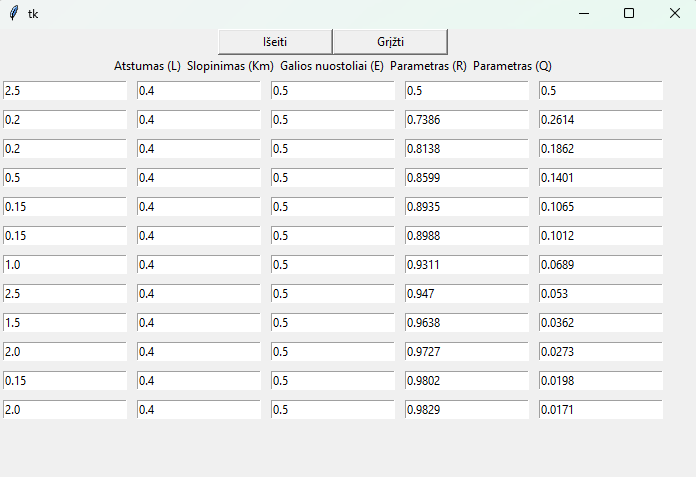 tk
Išeiti Grįžti
Atstumas (L) Slopinimas (Km) Galios nuostoliai (E) Parametras (R) Parametras (Q)
2.5 0.4 0.5 0.5 0.5
0.2 0.4 0.5 0.7386 0.2614
0.2 0.4 0.5 0.8138 0.1862
0.5 0.4 0.5 0.8599 0.1401
0.15 0.4 0.5 0.8935 0.1065
0.15 0.4 0.5 0.8988 0.1012
1.0 0.4 0.5 0.9311 0.0689
2.5 0.4 0.5 0.947 0.053
1.5 0.4 0.5 0.9638 0.0362
2.0 0.4 0.5 0.9727 0.0273
0.15 0.4 0.5 0.9802 0.0198
2.0 0.4 0.5 0.9829 0.0171